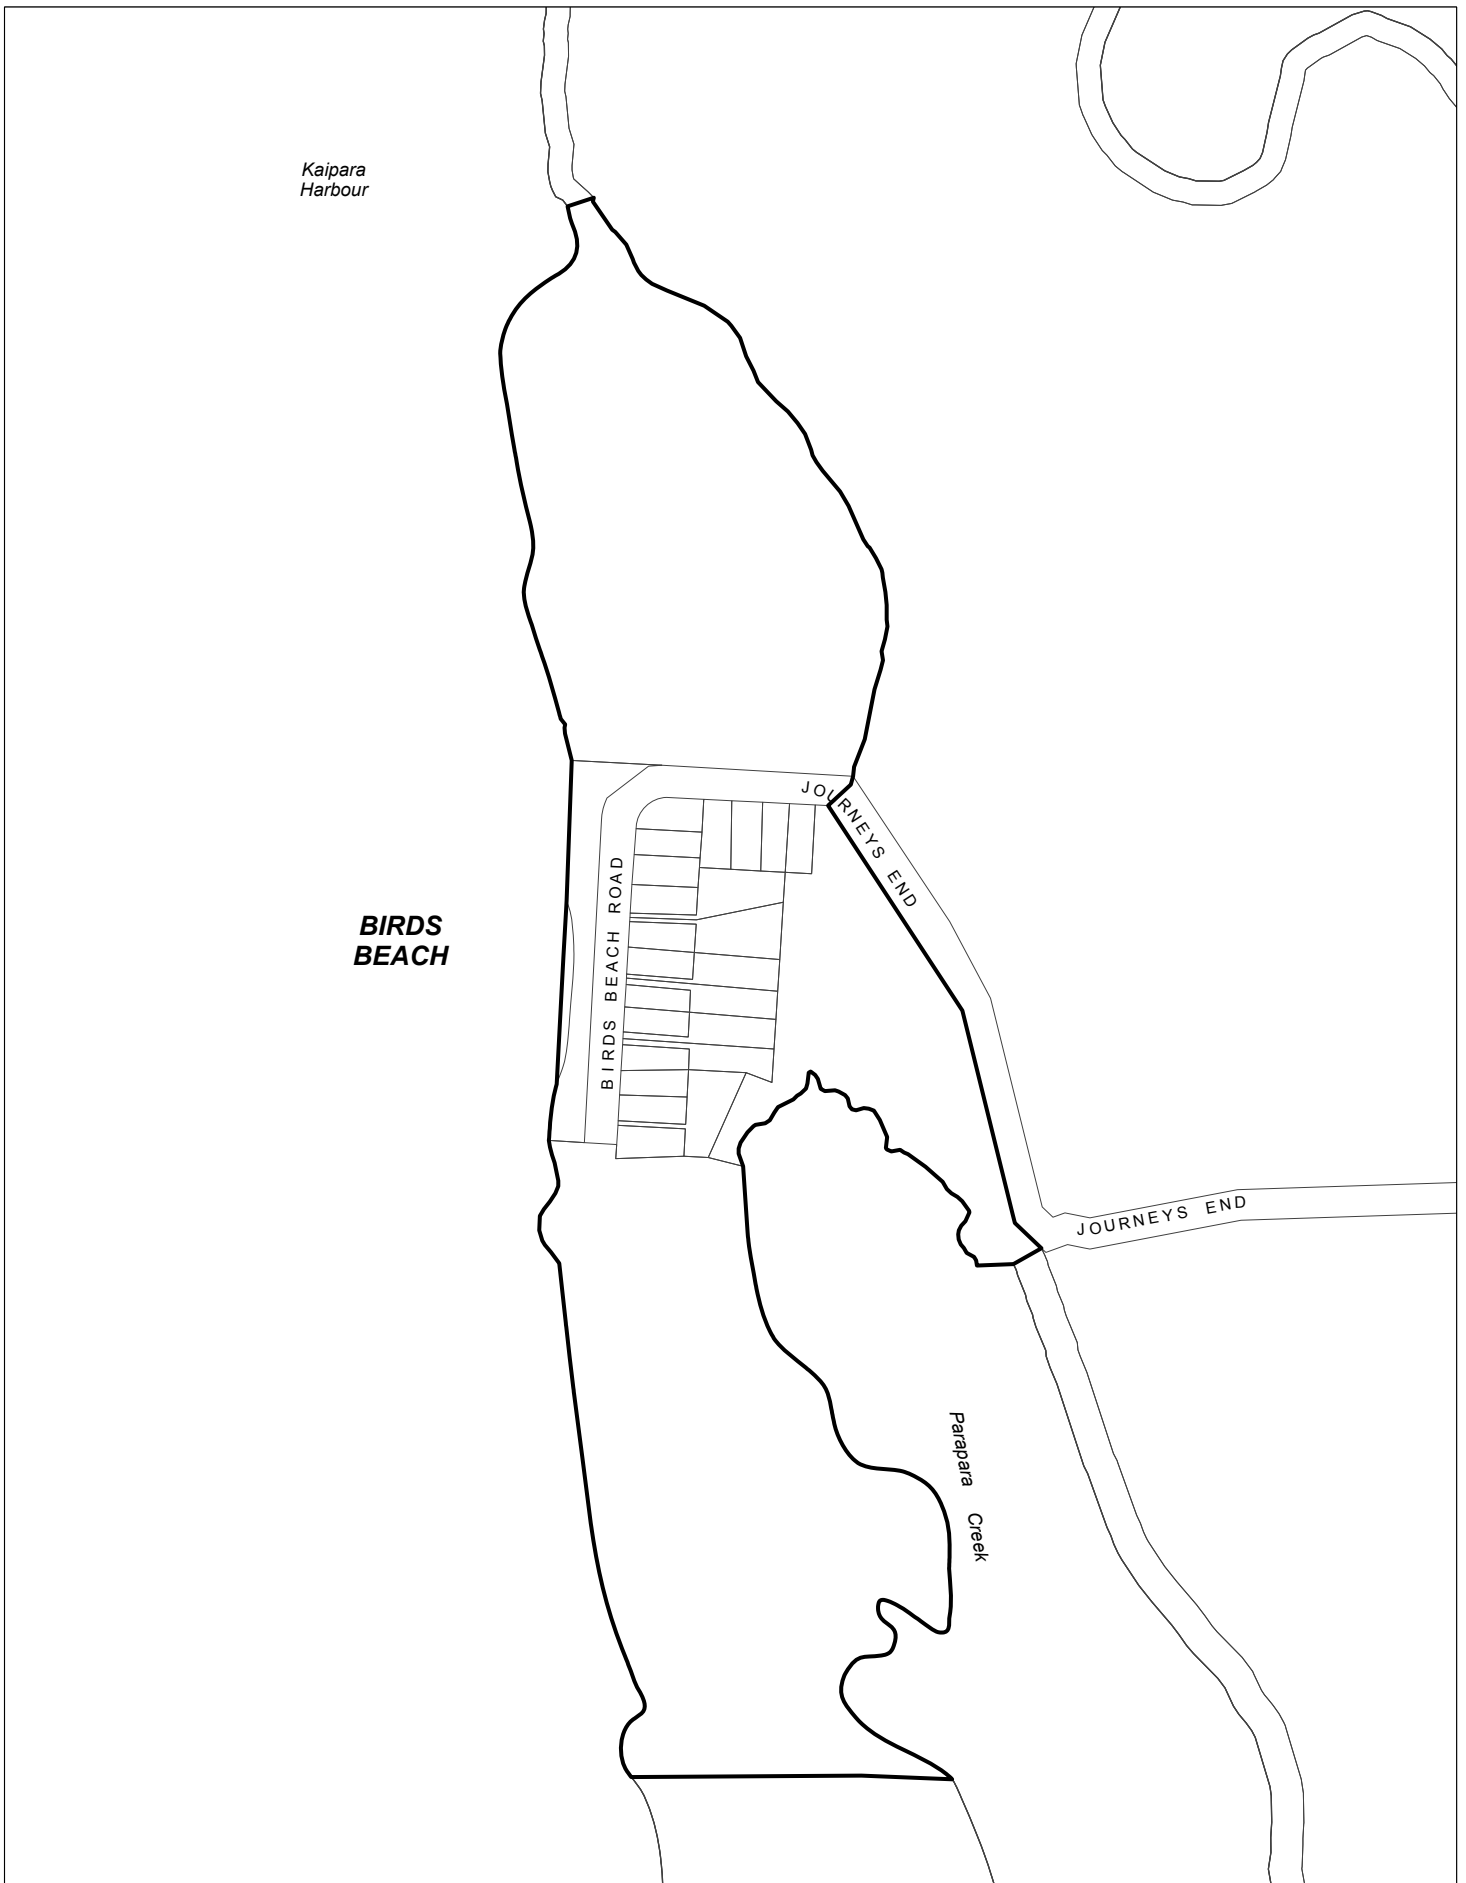 Kaipara
Harbour
JOURNEYS END
BIRDS BEACH ROAD
BIRDS
BEACH
JOURNEYS END
Parapara Creek